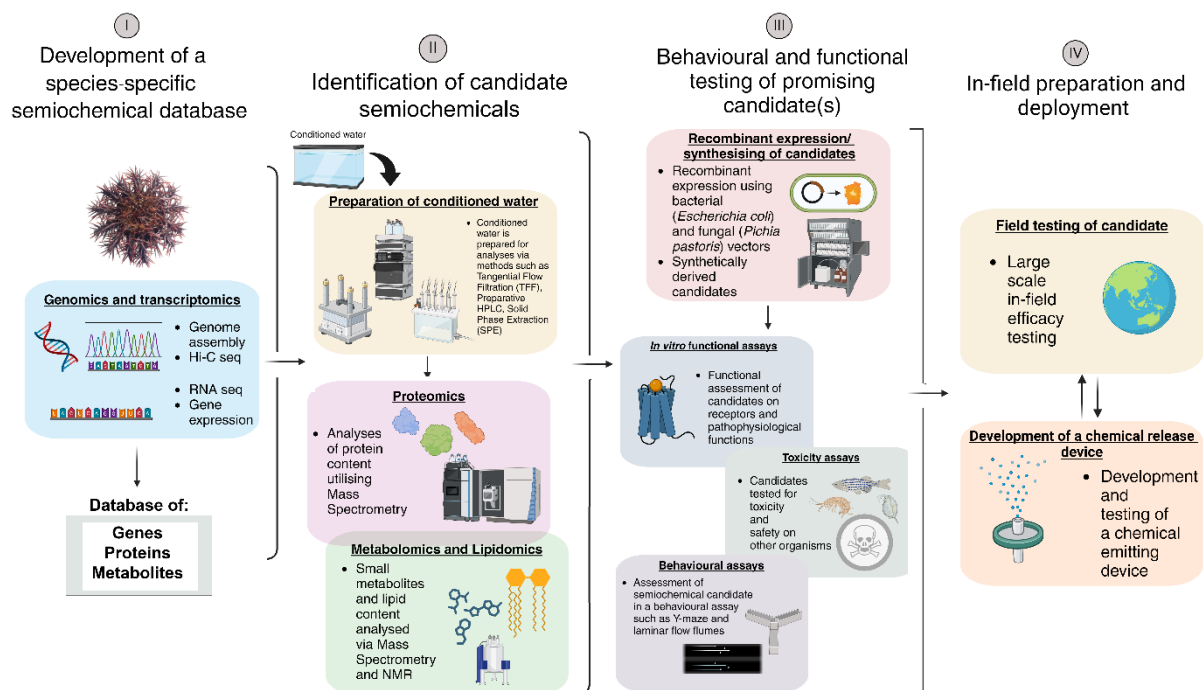 I
Development of a
species-specific
semiochemical database
Genomics and transcriptomics
• Genome
assembly
• Hi-C seq
• RNA seq
• Gene
expression
Database of:
Genes
Proteins
Metabolites
II
Identification of candidate
semiochemicals
Conditioned water
Preparation of conditioned water
• Conditioned
water is
prepared for
analyses via
methods such as
Tangential Flow
Filtration (TFF),
Preparative
HPLC, Solid
Phase Extraction
(SPE)
Proteomics
• Analyses
of protein
content
utilising
Mass
Spectrometry
Metabolomics and Lipidomics
• Small
metabolites
and lipid
content
analysed
via Mass
Spectrometry
and NMR
III
Behavioural and functional
testing of promising
candidate(s)
Recombinant expression/
synthesising of candidates
• Recombinant
expression using
bacterial
(Escherichia coli)
and fungal (Pichia
pastoris) vectors
• Synthetically
derived
candidates
In vitro functional assays
• Functional
assessment of
candidates on
receptors and
pathophysiological
functions
Toxicity assays
• Candidates
tested for
toxicity
and
safety on
other organisms
Behavioural assays
• Assessment of
semiochemical candidate
in a behavioural assay
such as Y-maze and
laminar flow flumes
IV
In-field preparation and
deployment
Field testing of candidate
• Large
scale
in-field
efficacy
testing
Development of a chemical release
device
• Development
and
testing of
a chemical
emitting
device